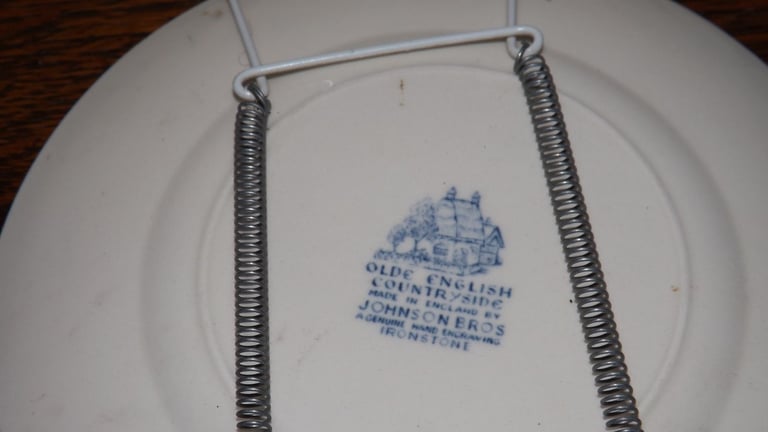 OLDE ENGLISH
COUNTRYSIDE
MADE IN ENGLAND BY
JOHNSON BROS
A GENUINE HAND ENGRAVING
IRONSTONE